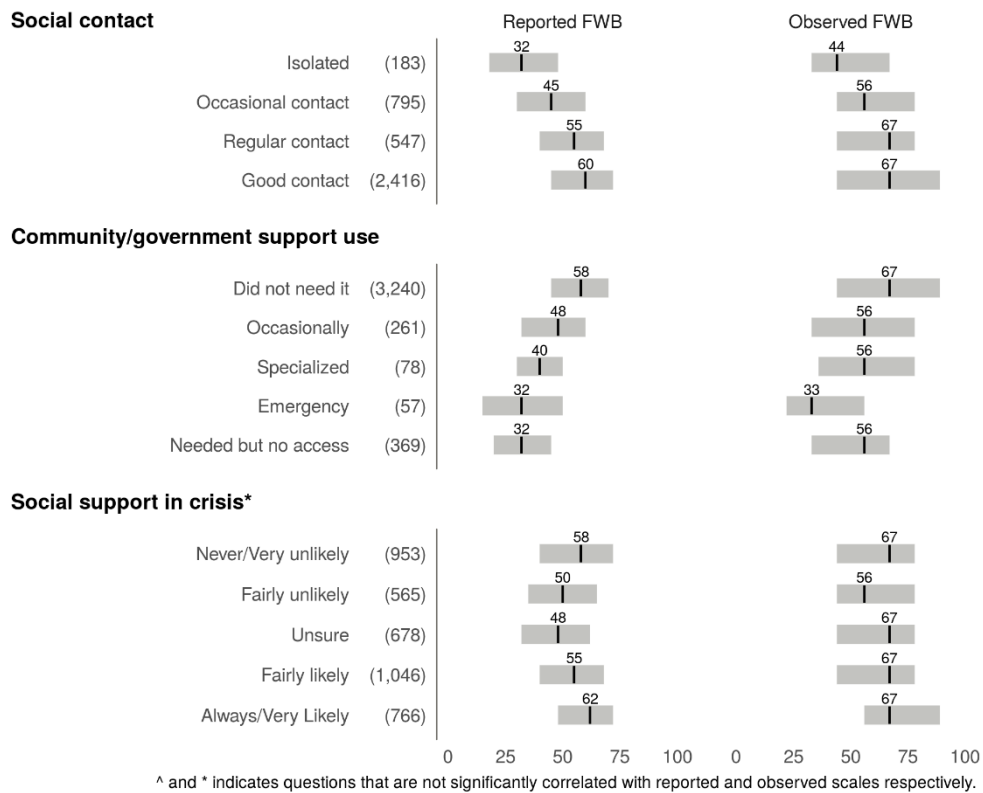 Social contact Reported FWB Observed FWB
32 44
Isolated (183)
45 56
Occasional contact (795)
55 67
Regular contact (547)
60 67
Good contact (2,416)
Community/government support use
58 67
Did not need it (3,240)
48 56
Occasionally (261)
40 56
Specialized (78)
32 33
Emergency (57)
32 56
Needed but no access (369)
Social support in crisis*
58 67
Never/Very unlikely (953)
50 56
Fairly unlikely (565)
48 67
Unsure (678)
55 67
Fairly likely (1,046)
62 67
Always/Very Likely (766)
0 25 50 75 100 0 25 50 75 100
^ and * indicates questions that are not significantly correlated with reported and observed scales respectively.